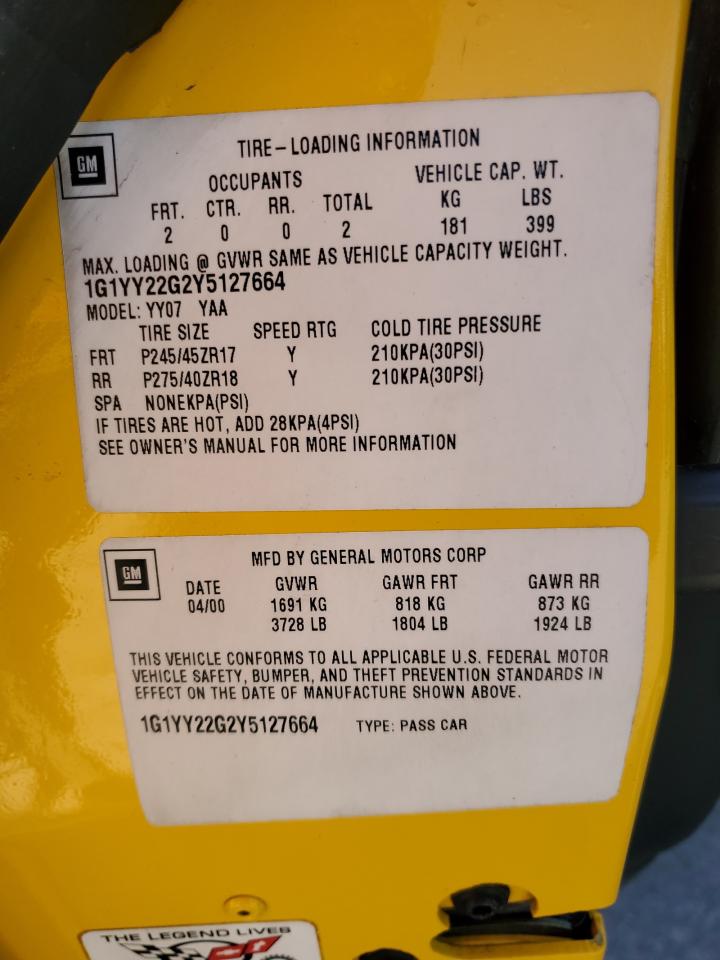 GM
TIRE-LOADING INFORMATION
OCCUPANTS VEHICLE CAP. WT.
FRT. CTR. RR. TOTAL KG LBS
2 0 0 2 181 399
MAX. LOADING @ GVWR SAME AS VEHICLE CAPACITY WEIGHT.
1G1YY22G2Y5127664
MODEL: YY07 YAA
TIRE SIZE SPEED RTG COLD TIRE PRESSURE
FRT P245/45ZR17 Y 210KPA(30PSI)
RR P275/40ZR18 Y 210KPA(30PSI)
SPA NONEKPA(PSI)
IF TIRES ARE HOT, ADD 28KPA(4PSI)
SEE OWNER'S MANUAL FOR MORE INFORMATION
GM
MFD BY GENERAL MOTORS CORP
DATE GVWR GAWR FRT GAWR RR
04/00 1691 KG 818 KG 873 KG
3728 LB 1804 LB 1924 LB
THIS VEHICLE CONFORMS TO ALL APPLICABLE U.S. FEDERAL MOTOR
VEHICLE SAFETY, BUMPER, AND THEFT PREVENTION STANDARDS IN
EFFECT ON THE DATE OF MANUFACTURE SHOWN ABOVE.
1G1YY22G2Y5127664 TYPE: PASS CAR
THE LEGEND LIVES